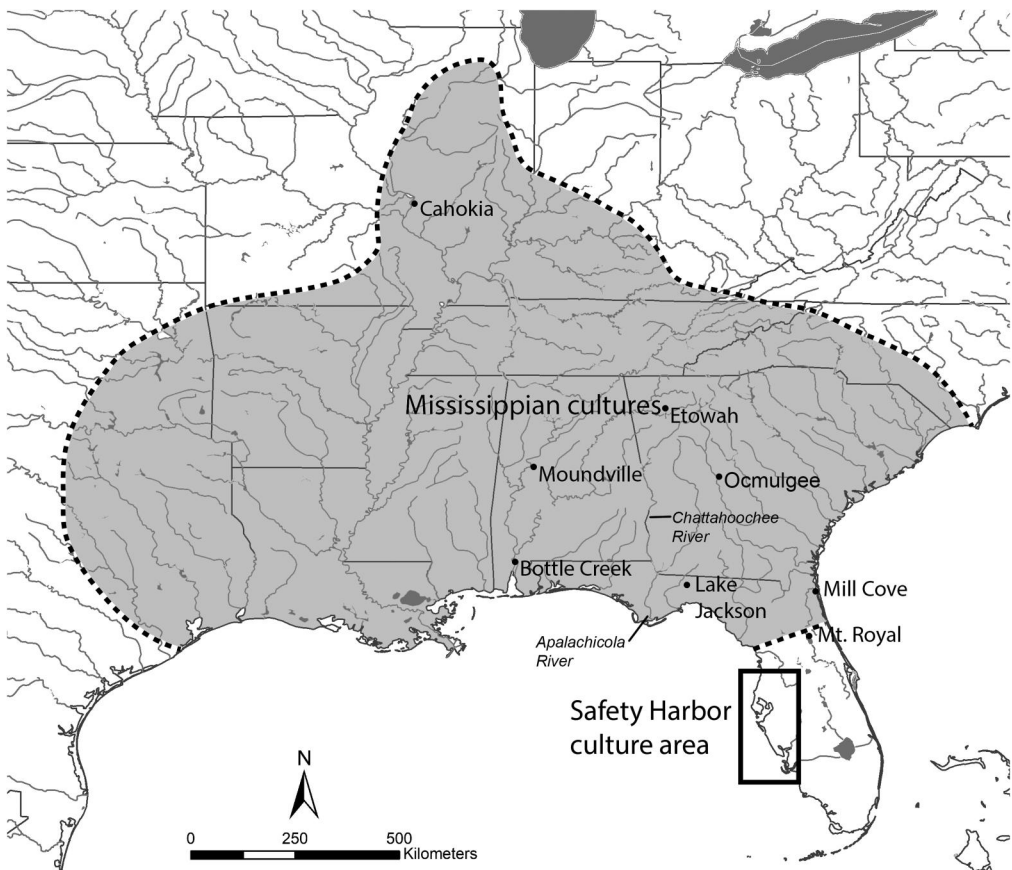 Cahokia
Mississippian cultures
Etowah
Moundville
Ocmulgee
Chattahoochee
River
Bottle Creek
Lake
Jackson
Mill Cove
Mt. Royal
Apalachicola
River
Safety Harbor
culture area
N
0 250 500
Kilometers